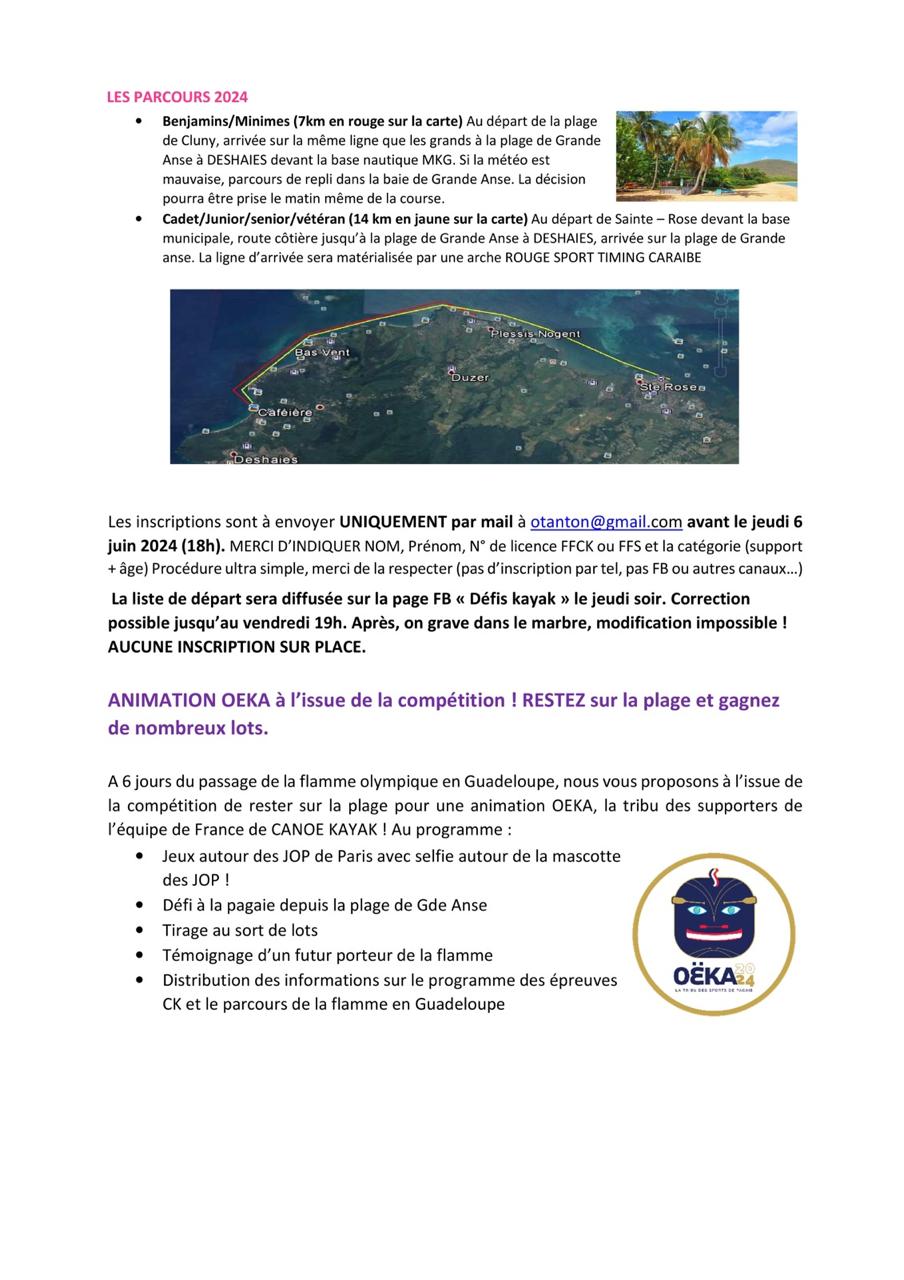 LES PARCOURS 2024
• Benjamins/Minimes (7km en rouge sur la carte) Au départ de la plage
de Cluny, arrivée sur la même ligne que les grands à la plage de Grande
Anse à DESHAIES devant la base nautique MKG. Si la météo est
mauvaise, parcours de repli dans la baie de Grande Anse. La décision
pourra être prise le matin même de la course.
• Cadet/Junior/senior/vétéran (14 km en jaune sur la carte) Au départ de Sainte – Rose devant la base
municipale, route côtière jusqu’à la plage de Grande Anse à DESHAIES, arrivée sur la plage de Grande
anse. La ligne d’arrivée sera matérialisée par une arche ROUGE SPORT TIMING CARAIBE
Plessis Nogent
Bas Vent
Duzer
Ste Rose
Caféière
Deshaies
Les inscriptions sont à envoyer UNIQUEMENT par mail à otanton@gmail.com avant le jeudi 6
juin 2024 (18h). MERCI D’INDIQUER NOM, Prénom, N° de licence FFCK ou FFS et la catégorie (support
+ âge) Procédure ultra simple, merci de la respecter (pas d’inscription par tel, pas FB ou autres canaux…)
La liste de départ sera diffusée sur la page FB « Défis kayak » le jeudi soir. Correction
possible jusqu’au vendredi 19h. Après, on grave dans le marbre, modification impossible !
AUCUNE INSCRIPTION SUR PLACE.
ANIMATION OEKA à l’issue de la compétition ! RESTEZ sur la plage et gagnez
de nombreux lots.
A 6 jours du passage de la flamme olympique en Guadeloupe, nous vous proposons à l’issue de
la compétition de rester sur la plage pour une animation OEKA, la tribu des supporters de
l’équipe de France de CANOE KAYAK ! Au programme :
• Jeux autour des JOP de Paris avec selfie autour de la mascotte
des JOP !
• Défi à la pagaie depuis la plage de Gde Anse
• Tirage au sort de lots
• Témoignage d’un futur porteur de la flamme
• Distribution des informations sur le programme des épreuves
CK et le parcours de la flamme en Guadeloupe
OËKA 2024
LA TRIBU DES SPORTS DE PAGAIE